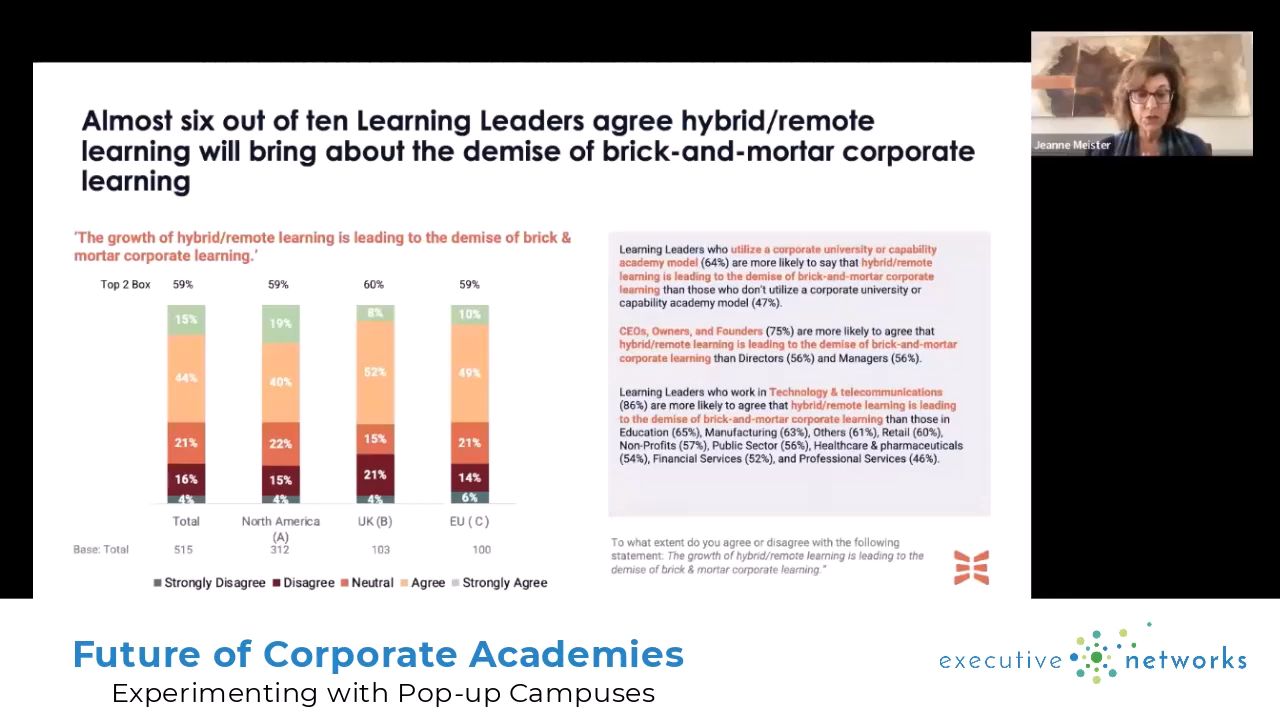 Jeanne Meister
Almost six out of ten Learning Leaders agree hybrid/remote
learning will bring about the demise of brick-and-mortar corporate
learning
'The growth of hybrid/remote learning is leading to the demise of brick &
mortar corporate learning.'
Top 2 Box 59% 59% 60% 59%
15% 19% 8% 10%
44% 40% 52% 49%
21% 22% 15% 21%
16% 15% 21% 14%
4% 4% 4% 6%
Total North America UK (B) EU ( C )
(A)
Base: Total 515 312 103 100
Strongly Disagree Disagree Neutral Agree Strongly Agree
Learning Leaders who utilize a corporate university or capability
academy model (64%) are more likely to say that hybrid/remote
learning is leading to the demise of brick-and-mortar corporate
learning than those who don't utilize a corporate university or
capability academy model (47%).
CEOs, Owners, and Founders (75%) are more likely to agree that
hybrid/remote learning is leading to the demise of brick-and-mortar
corporate learning than Directors (56%) and Managers (56%).
Learning Leaders who work in Technology & telecommunications
(86%) are more likely to agree that hybrid/remote learning is leading
to the demise of brick-and-mortar corporate learning than those in
Education (65%), Manufacturing (63%), Others (61%), Retail (60%),
Non-Profits (57%), Public Sector (56%), Healthcare & pharmaceuticals
(54%), Financial Services (52%), and Professional Services (46%).
To what extent do you agree or disagree with the following
statement: The growth of hybrid/remote learning is leading to the
demise of brick & mortar corporate learning."
Future of Corporate Academies
Experimenting with Pop-up Campuses
executive networks